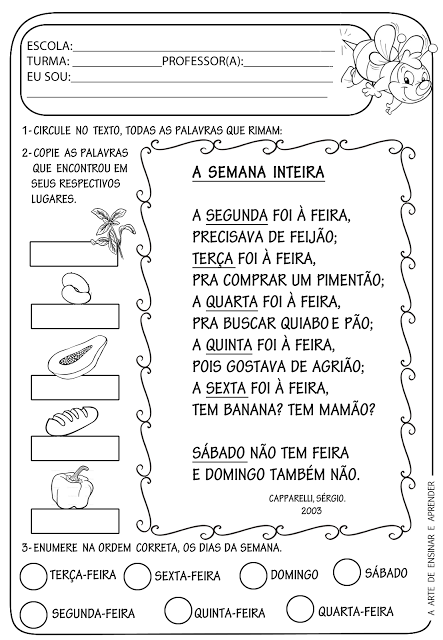 ESCOLA:
TURMA: PROFESSOR(A):
EU SOU:
1- CIRCULE NO TEXTO, TODAS AS PALAVRAS QUE RIMAM:
2- COPIE AS PALAVRAS
QUE ENCONTROU EM
SEUS RESPECTIVOS
LUGARES.
A SEMANA INTEIRA
A SEGUNDA FOI À FEIRA,
PRECISAVA DE FEIJÃO;
TERÇA FOI À FEIRA,
PRA COMPRAR UM PIMENTÃO;
A QUARTA FOI À FEIRA,
PRA BUSCAR QUIABO E PÃO;
A QUINTA FOI À FEIRA,
POIS GOSTAVA DE AGRIÃO;
A SEXTA FOI À FEIRA,
TEM BANANA? TEM MAMÃO?
SÁBADO NÃO TEM FEIRA
E DOMINGO TAMBÉM NÃO.
CAPPARELLI, SÉRGIO.
2003
3- ENUMERE NA ORDEM CORRETA, OS DIAS DA SEMANA.
TERÇA-FEIRA SEXTA-FEIRA DOMINGO SÁBADO
SEGUNDA-FEIRA QUINTA-FEIRA QUARTA-FEIRA
A ARTE DE ENSINAR E APRENDER